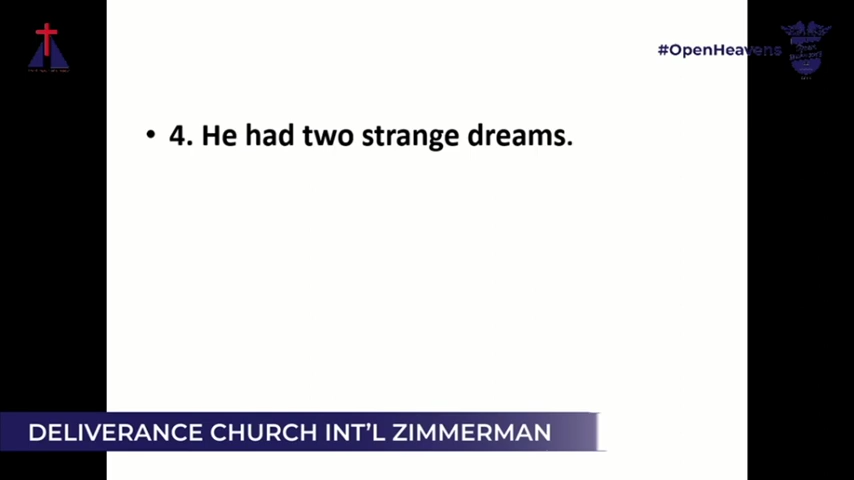 #OpenHeavens
• 4. He had two strange dreams.
DELIVERANCE CHURCH INT'L ZIMMERMAN